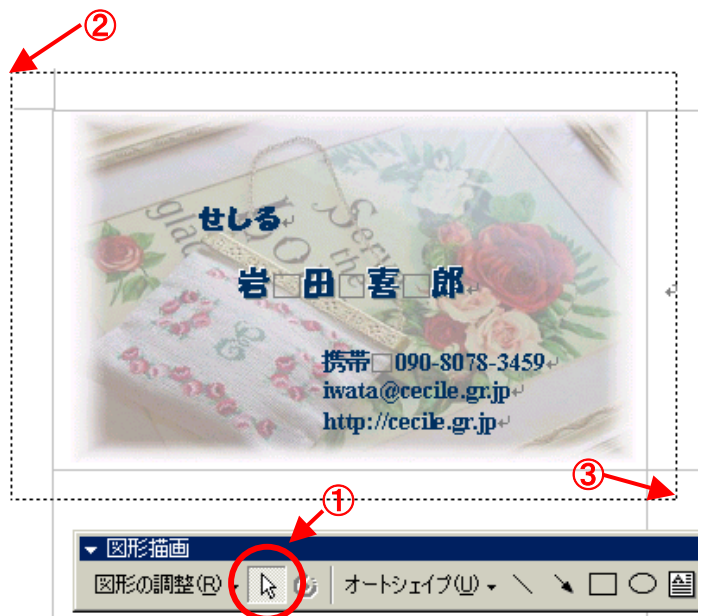 ②
せしる
岩□田□喜□郎
携帯□090-8078-3459
iwata@cecile.gr.jp
http://cecile.gr.jp
③
①
図形描画
図形の調整(R) オートシェイプ(U)